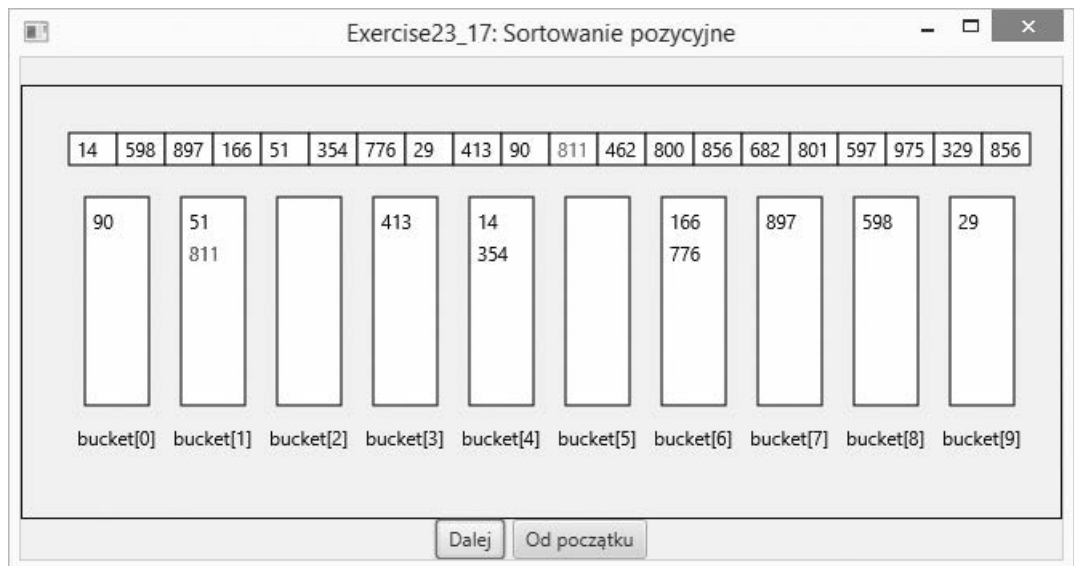 Exercise23_17: Sortowanie pozycyjne
14 598 897 166 51 354 776 29 413 90 811 462 800 856 682 801 597 975 329 856
90 51 413 14 166 897 598 29
811 354 776
bucket[0] bucket[1] bucket[2] bucket[3] bucket[4] bucket[5] bucket[6] bucket[7] bucket[8] bucket[9]
Dalej Od początku